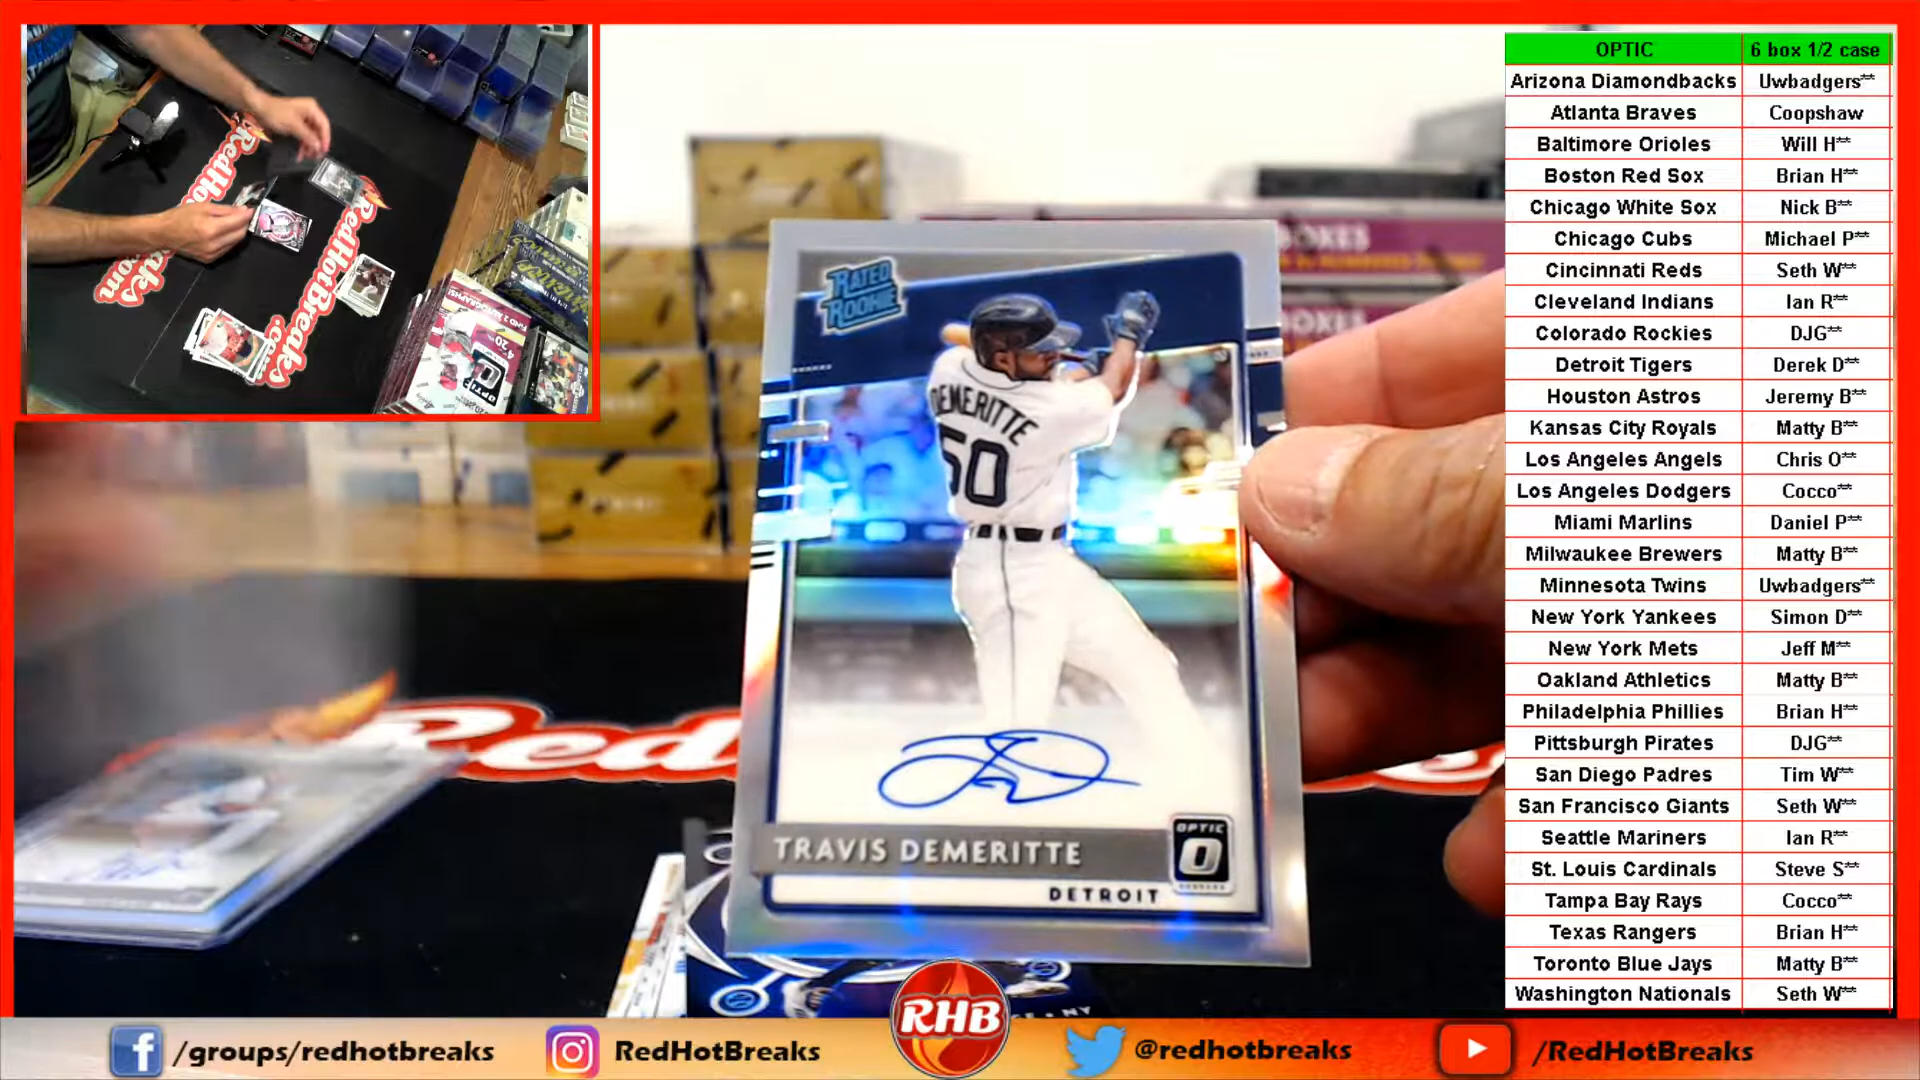 OPTIC 6 box 1/2 case
Arizona Diamondbacks Uwbadgers**
Atlanta Braves Coopshaw
Baltimore Orioles Will H**
Boston Red Sox Brian H**
Chicago White Sox Nick B**
Chicago Cubs Michael P**
Cincinnati Reds Seth W**
Cleveland Indians Ian R**
Colorado Rockies DJG**
Detroit Tigers Derek D**
Houston Astros Jeremy B**
Kansas City Royals Matty B**
Los Angeles Angels Chris O**
Los Angeles Dodgers Cocco**
Miami Marlins Daniel P**
Milwaukee Brewers Matty B**
Minnesota Twins Uwbadgers**
New York Yankees Simon D**
New York Mets Jeff M**
Oakland Athletics Matty B**
Philadelphia Phillies Brian H**
Pittsburgh Pirates DJG**
San Diego Padres Tim W**
San Francisco Giants Seth W**
Seattle Mariners Ian R**
St. Louis Cardinals Steve S**
Tampa Bay Rays Cocco**
Texas Rangers Brian H**
Toronto Blue Jays Matty B**
Washington Nationals Seth W**
RedHotBreaks
.com
BOXES
BOXES
RATED
ROOKIE
DEMERITTE
50
TRAVIS DEMERITTE
OPTIC
O
DETROIT
Red
RHB
/groups/redhotbreaks
RedHotBreaks
@redhotbreaks
/RedHotBreaks